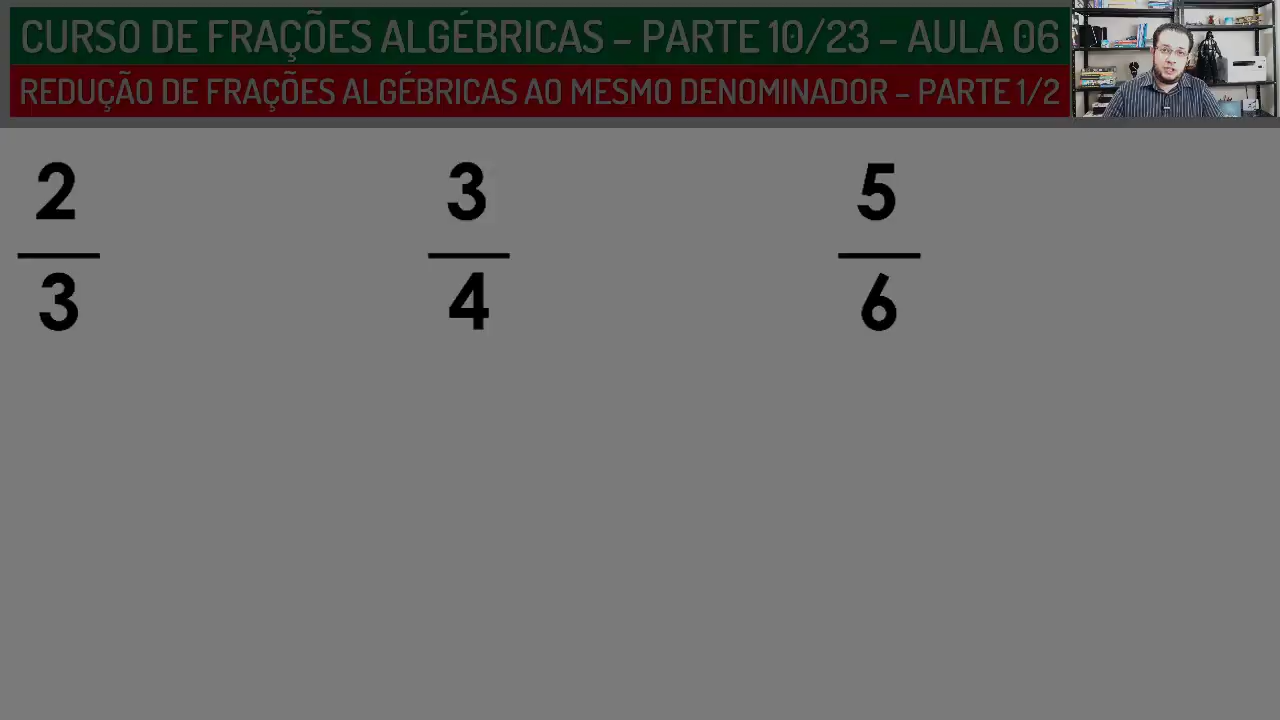 CURSO DE FRAÇÕES ALGÉBRICAS – PARTE 10/23 – AULA 06
REDUÇÃO DE FRAÇÕES ALGÉBRICAS AO MESMO DENOMINADOR – PARTE 1/2
2 3 5
3 4 6